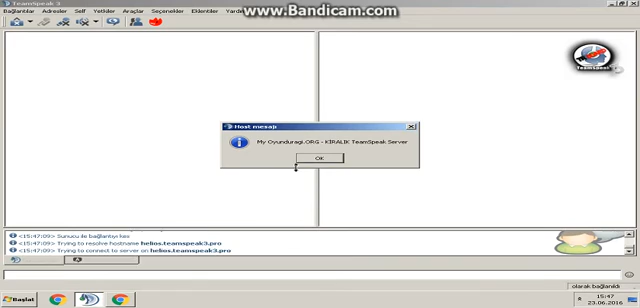 TeamSpeak 3
www.Bandicam.com
Bağlantılar Adresler Self Yetkiler Araçlar Seçenekler Eklentiler
Host mesajı
My Oyunduragi.ORG - KİRALIK TeamSpeak Server
OK
<15:47:09> Sunucu ile bağlantıyı kes
<15:47:09> Trying to resolve hostname helios.teamspeak3.pro
<15:47:09> Trying to connect to server on helios.teamspeak3.pro
olarak bağlanıldı
Başlat
15:47
23.06.2016